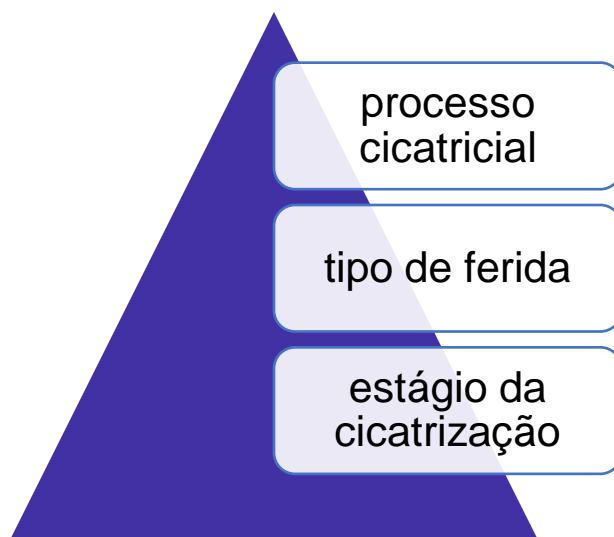 processo
cicatricial
tipo de ferida
estágio da
cicatrização